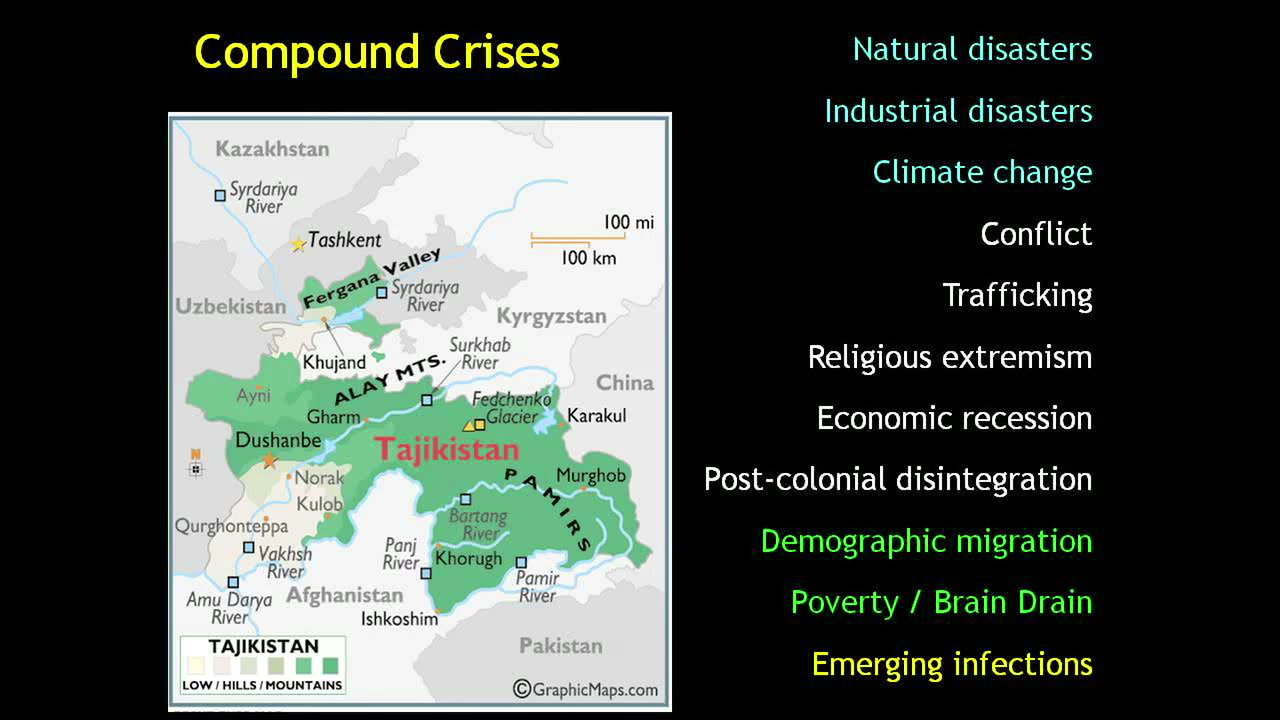 Compound Crises
Natural disasters
Industrial disasters
Climate change
Conflict
Trafficking
Religious extremism
Economic recession
Post-colonial disintegration
Demographic migration
Poverty / Brain Drain
Emerging infections
Kazakhstan
Syrdariya
River
Tashkent
100 mi
100 km
Fergana Valley
Syrdariya
River
Uzbekistan
Kyrgyzstan
Khujand
Surkhab
River
ALAY MTS.
China
Ayni
Fedchenko
Glacier
Gharm
Karakul
Dushanbe
Tajikistan
N
PAMIRS
Murghob
Norak
Kulob
Bartang
River
Qurghonteppa
Vakhsh
River
Panj
River
Khorugh
Pamir
River
Amu Darya
River
Afghanistan
Ishkoshim
Pakistan
TAJIKISTAN
LOW / HILLS / MOUNTAINS
©GraphicMaps.com